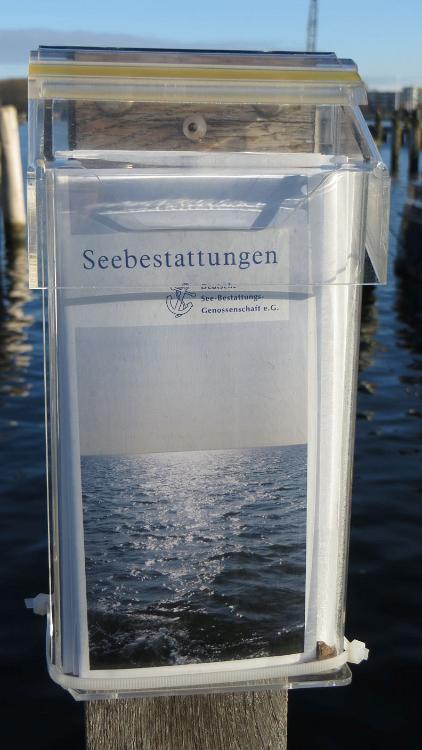 Seebestattungen
Deutsche
See-Bestattungs-
Genossenschaft e.G.